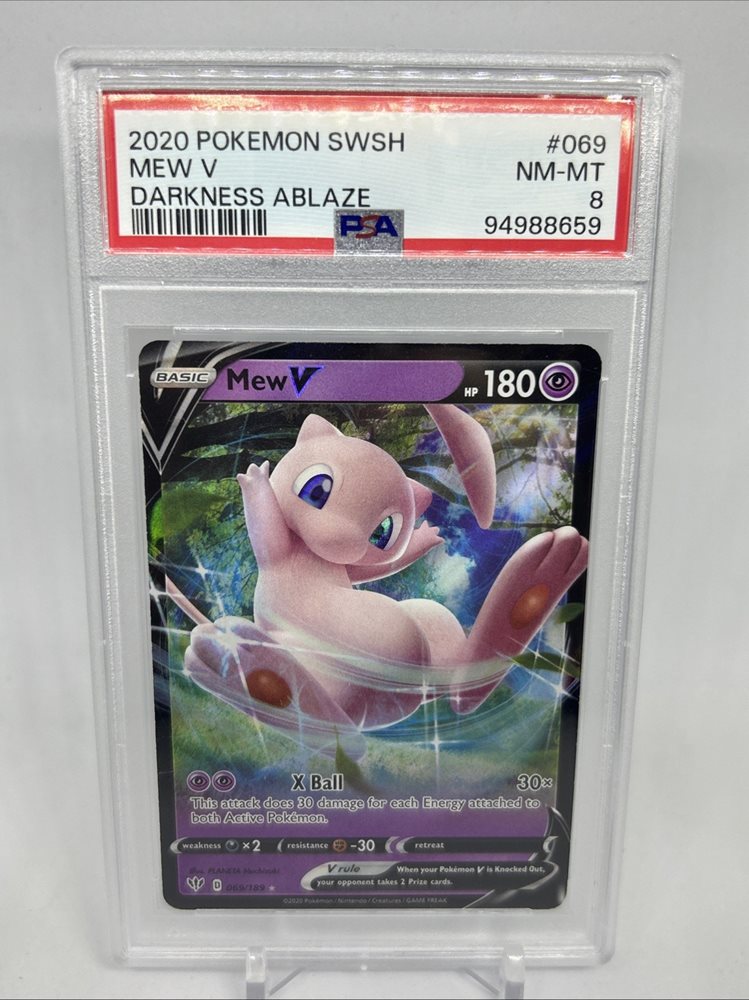 2020 POKEMON SWSH #069
MEW V NM-MT
DARKNESS ABLAZE 8
PSA 94988659
BASIC Mew V HP 180
X Ball 30×
This attack does 30 damage for each Energy attached to
both Active Pokémon.
weakness ×2 resistance -30 retreat
Illus. PLANETA Mochizuki
V rule When your Pokémon V is Knocked Out,
your opponent takes 2 Prize cards.
D 069/189
©2020 Pokémon / Nintendo / Creatures / GAME FREAK